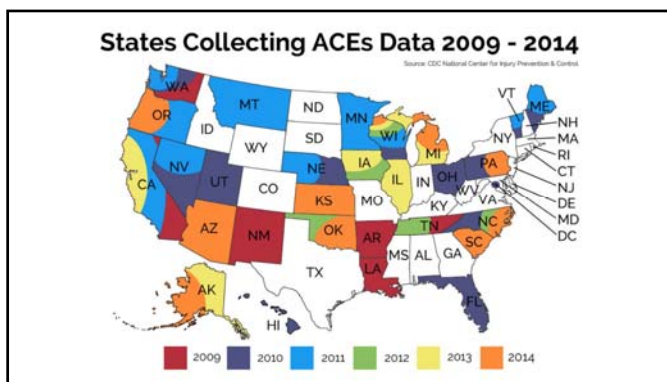 States Collecting ACEs Data 2009 - 2014
Source: CDC National Center for Injury Prevention & Control
WA
OR
CA
ID
NV
MT
WY
UT
AZ
CO
NM
ND
SD
NE
KS
OK
TX
MN
IA
MO
AR
LA
WI
IL
MI
IN
OH
KY
TN
MS
AL
GA
FL
SC
NC
VA
WV
PA
NY
VT
ME
NH
MA
RI
CT
NJ
DE
MD
DC
AK
HI
2009
2010
2011
2012
2013
2014